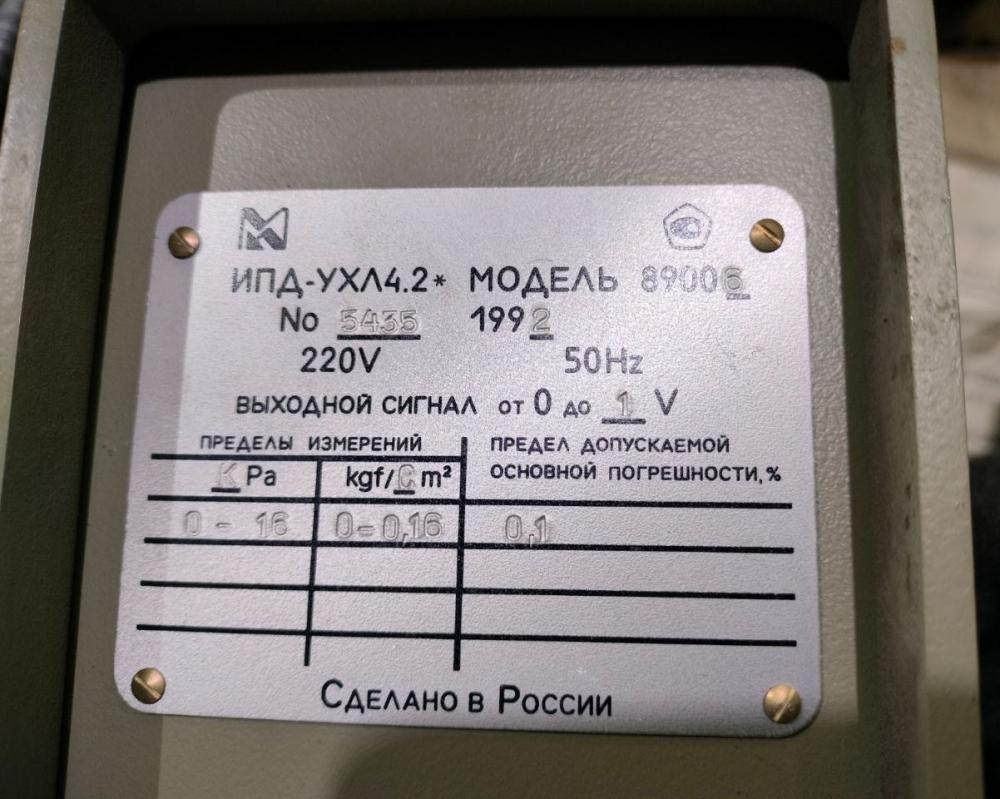 ИПД-УХЛ4.2* МОДЕЛЬ 89006
No 5435 1992
220V 50Hz
ВЫХОДНОЙ СИГНАЛ ОТ 0 ДО 1 V
ПРЕДЕЛЫ ИЗМЕРЕНИЙ
ПРЕДЕЛ ДОПУСКАЕМОЙ
ОСНОВНОЙ ПОГРЕШНОСТИ,%
KPa kgf/cm²
0 - 16 0-0,16 0,1
Сделано в России